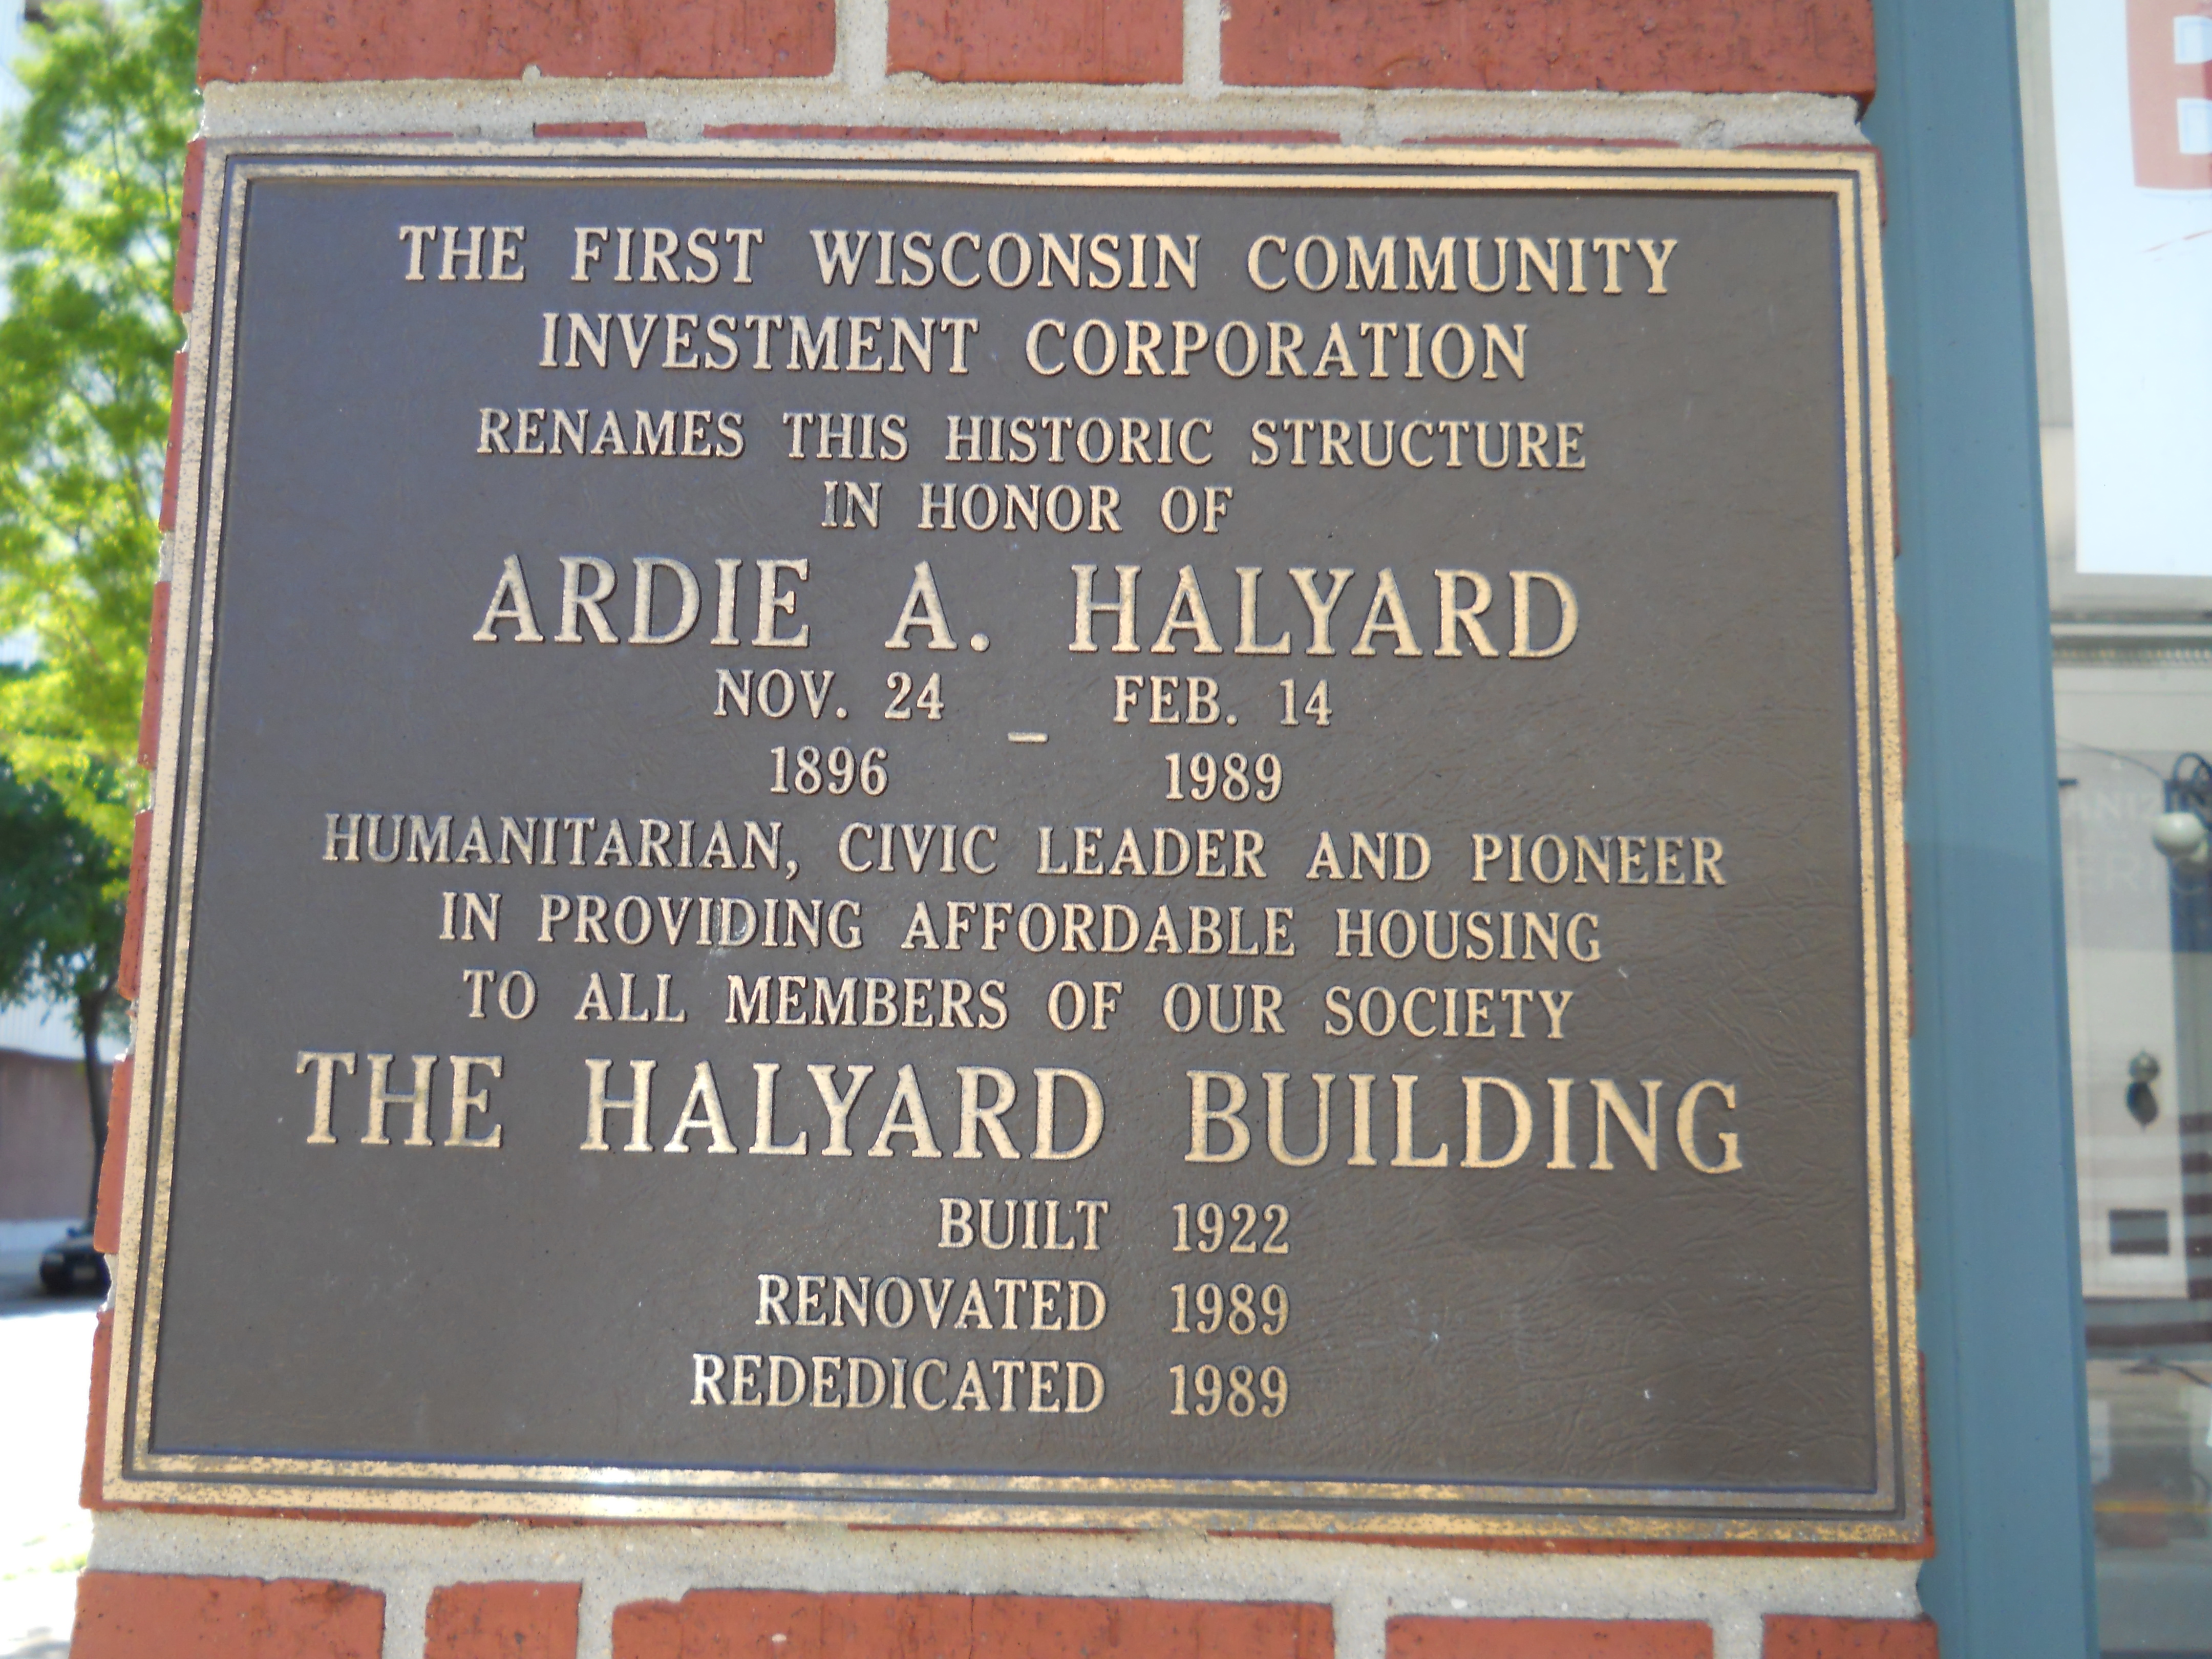 THE FIRST WISCONSIN COMMUNITY
INVESTMENT CORPORATION
RENAMES THIS HISTORIC STRUCTURE
IN HONOR OF
ARDIE A. HALYARD
NOV. 24 – FEB. 14
1896 1989
HUMANITARIAN, CIVIC LEADER AND PIONEER
IN PROVIDING AFFORDABLE HOUSING
TO ALL MEMBERS OF OUR SOCIETY
THE HALYARD BUILDING
BUILT 1922
RENOVATED 1989
REDEDICATED 1989